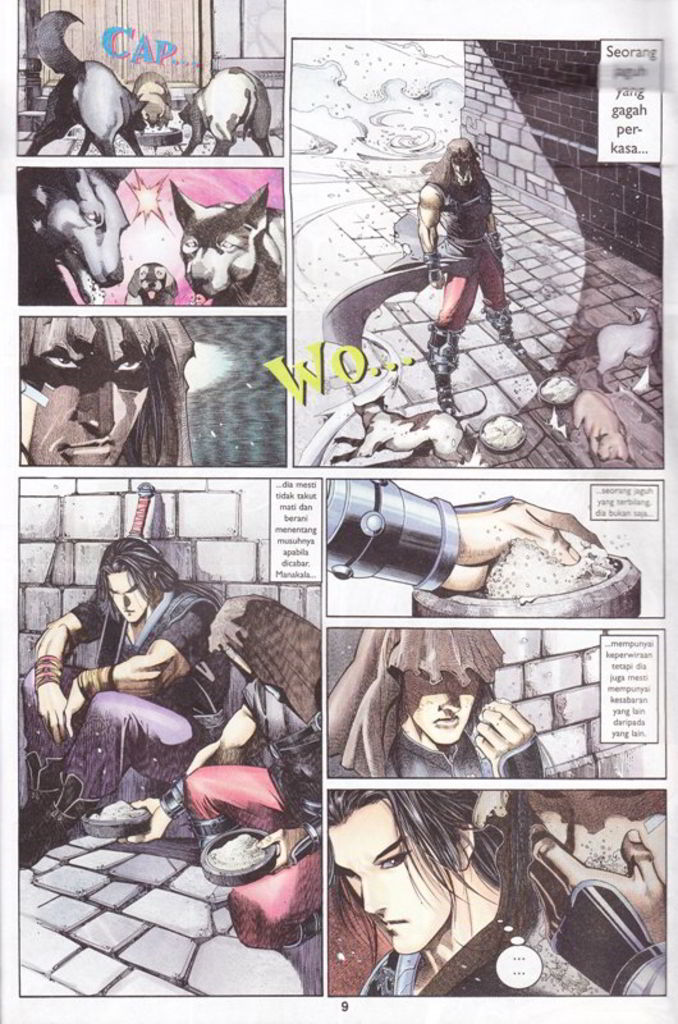 CAP...
Seorang
jaguh
yang
gagah
per-
kasa...
WO...
...dia mesti
tidak takut
mati dan
berani
menentang
musuhnya
apabila
dicabar.
Manakala...
...seorang jaguh
yang terbilang,
dia bukan saja...
...mempunyai
keperwiraan
tetapi dia
juga mesti
mempunyai
kesabaran
yang lain
daripada
yang lain.
...
...
9